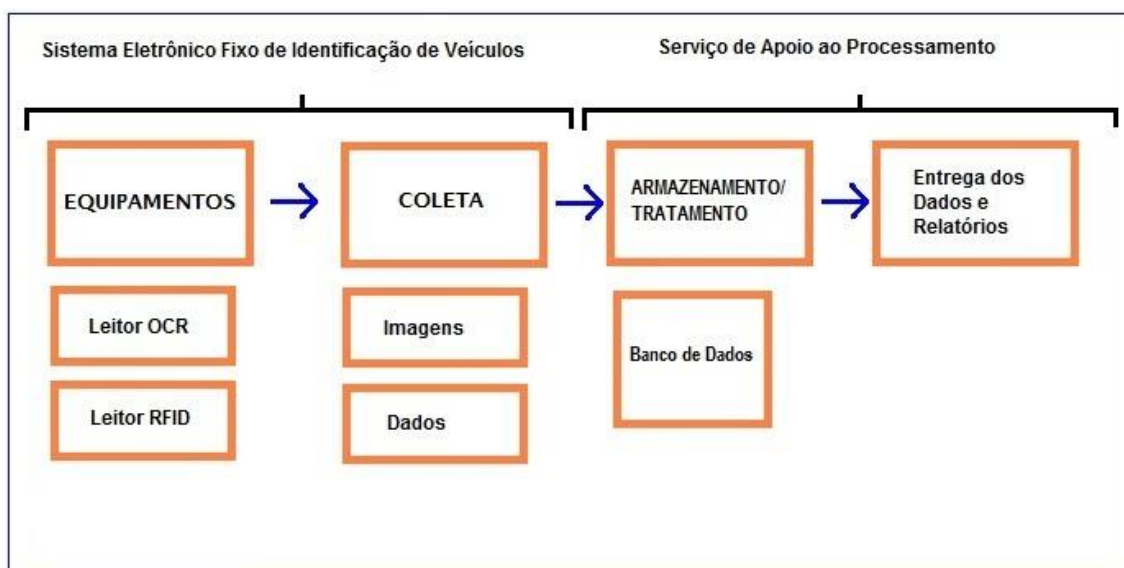 Sistema Eletrônico Fixo de Identificação de Veículos
Serviço de Apoio ao Processamento
EQUIPAMENTOS
COLETA
ARMAZENAMENTO/
TRATAMENTO
Entrega dos
Dados e
Relatórios
Leitor OCR
Imagens
Banco de Dados
Leitor RFID
Dados